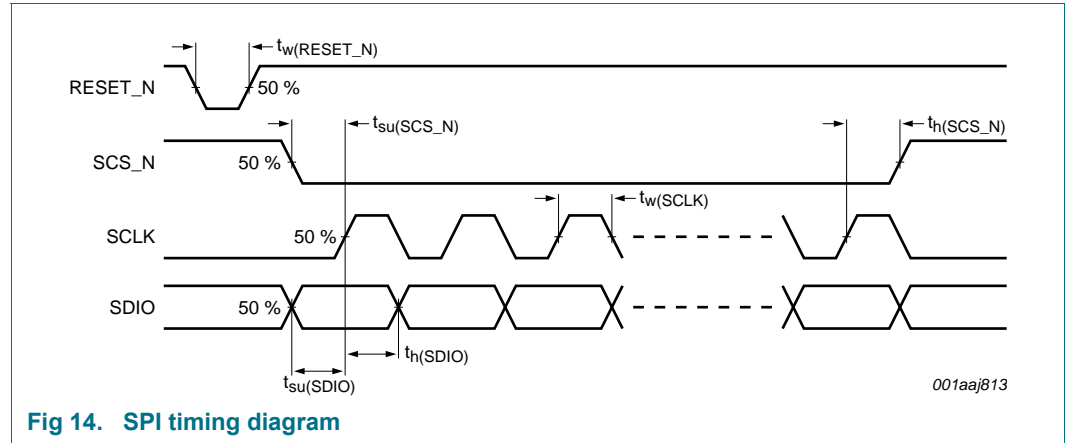 tw(RESET_N)
RESET_N
50 %
tsu(SCS_N)
th(SCS_N)
SCS_N
50 %
tw(SCLK)
SCLK
50 %
SDIO
50 %
th(SDIO)
tsu(SDIO)
001aaj813
Fig 14. SPI timing diagram